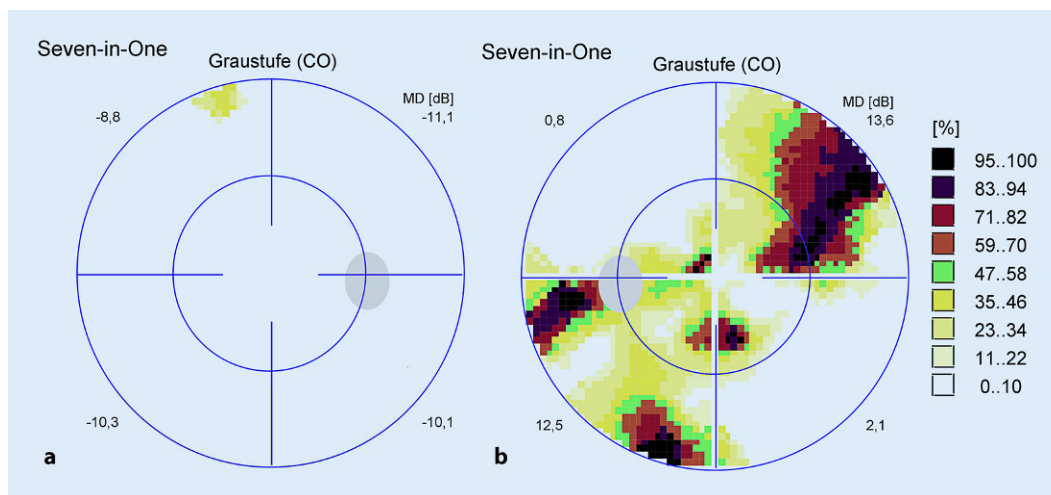 Seven-in-One
Graustufe (CO)
MD [dB]
-8,8
-11,1
-10,3
-10,1
a
Seven-in-One
Graustufe (CO)
MD [dB]
0,8
13,6
12,5
2,1
b
[%]
95..100
83..94
71..82
59..70
47..58
35..46
23..34
11..22
0..10